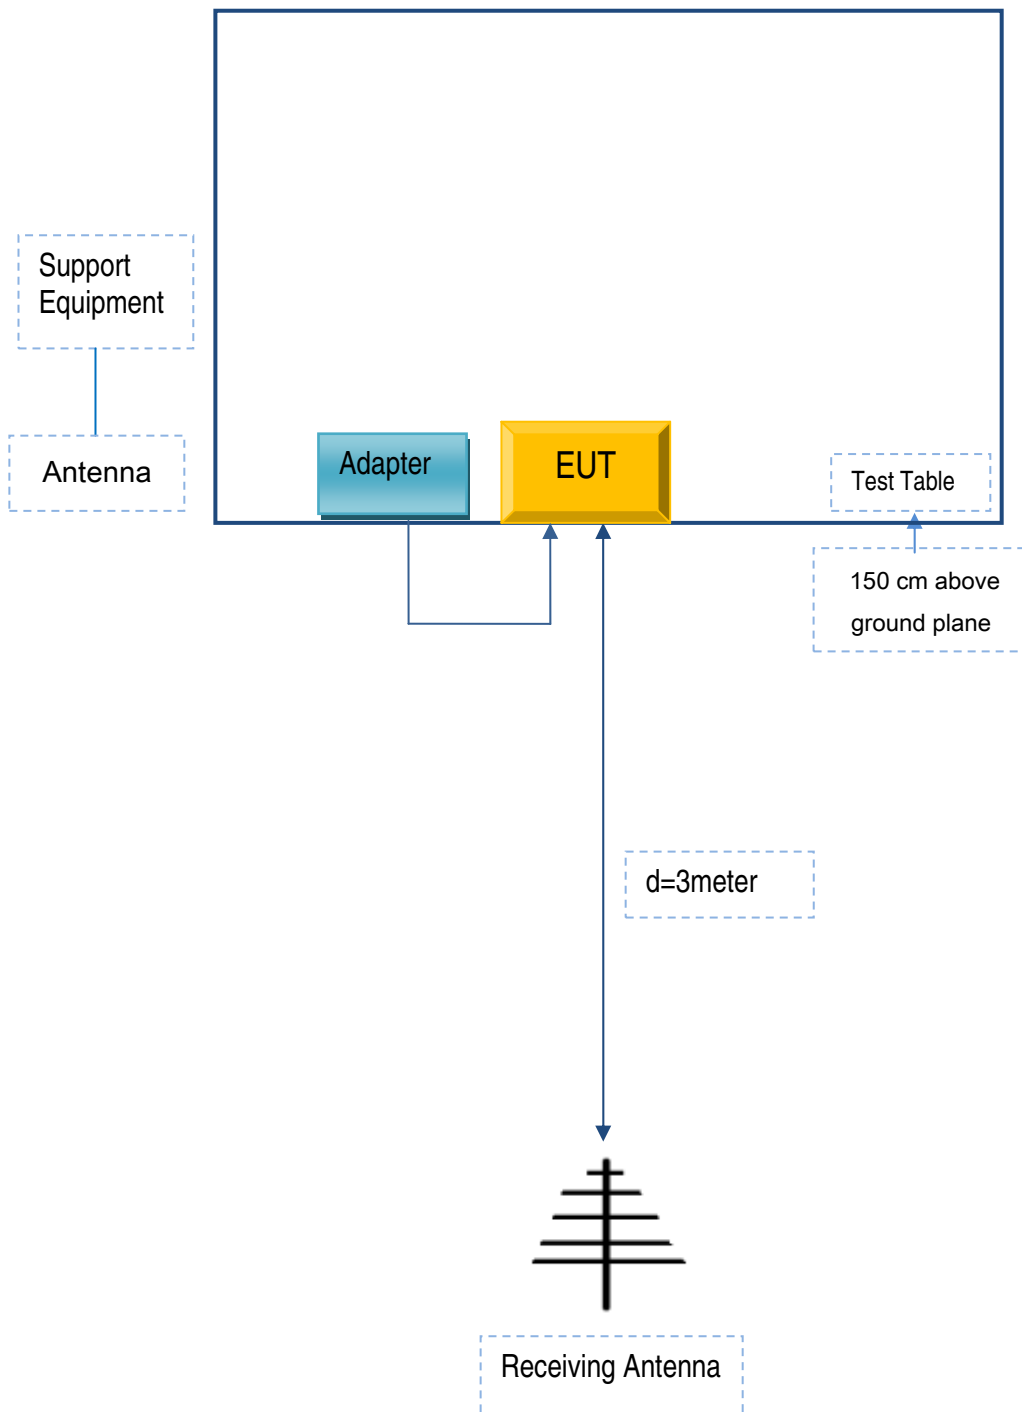 Support
Equipment
Antenna
Adapter
EUT
Test Table
150 cm above
ground plane
d=3meter
Receiving Antenna